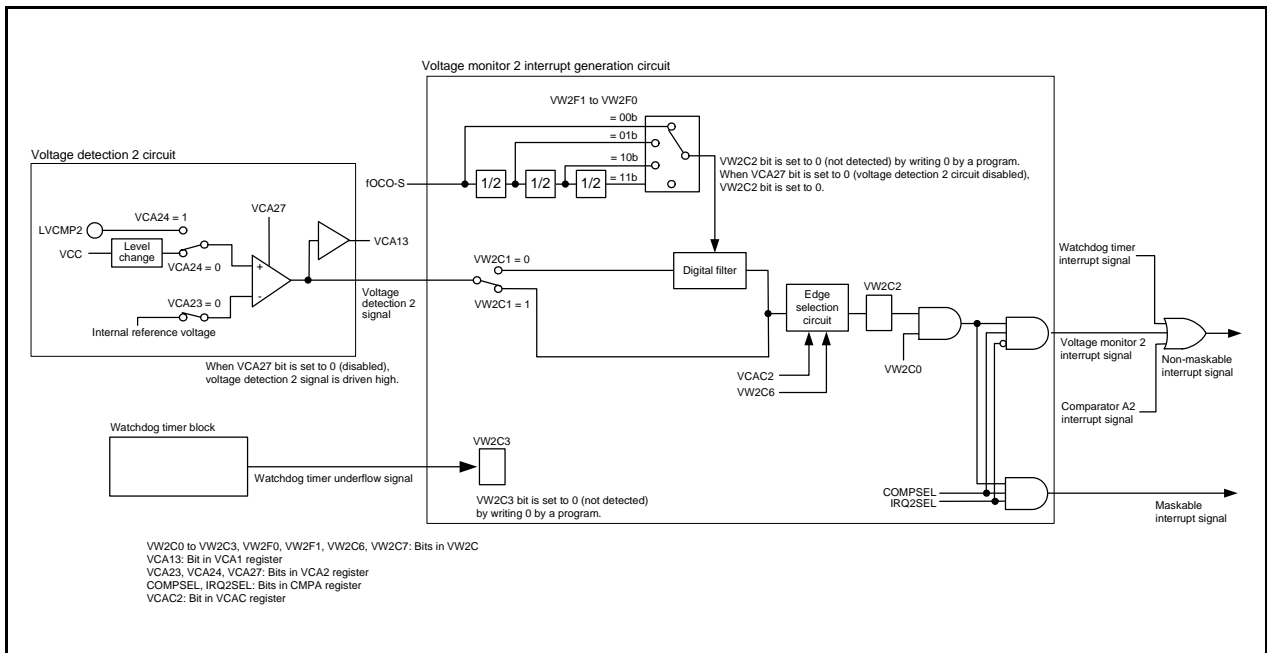 Voltage monitor 2 interrupt generation circuit
VW2F1 to VW2F0
= 00b
= 01b
= 10b
= 11b
fOCO-S
1/2
1/2
1/2
VW2C2 bit is set to 0 (not detected) by writing 0 by a program.
When VCA27 bit is set to 0 (voltage detection 2 circuit disabled),
VW2C2 bit is set to 0.
Voltage detection 2 circuit
VCA27
LVCMP2
VCA24 = 1
VCC
Level
change
VCA24 = 0
+
-
VCA13
VCA23 = 0
Internal reference voltage
Voltage
detection 2
signal
When VCA27 bit is set to 0 (disabled),
voltage detection 2 signal is driven high.
VW2C1 = 0
VW2C1 = 1
Digital filter
Edge
selection
circuit
VW2C2
VCAC2
VW2C6
VW2C0
Watchdog timer
interrupt signal
Voltage monitor 2
interrupt signal
Non-maskable
interrupt signal
Comparator A2
interrupt signal
Watchdog timer block
Watchdog timer underflow signal
VW2C3
VW2C3 bit is set to 0 (not detected)
by writing 0 by a program.
COMPSEL
IRQ2SEL
Maskable
interrupt signal
VW2C0 to VW2C3, VW2F0, VW2F1, VW2C6, VW2C7: Bits in VW2C
VCA13: Bit in VCA1 register
VCA23, VCA24, VCA27: Bits in VCA2 register
COMPSEL, IRQ2SEL: Bits in CMPA register
VCAC2: Bit in VCAC register